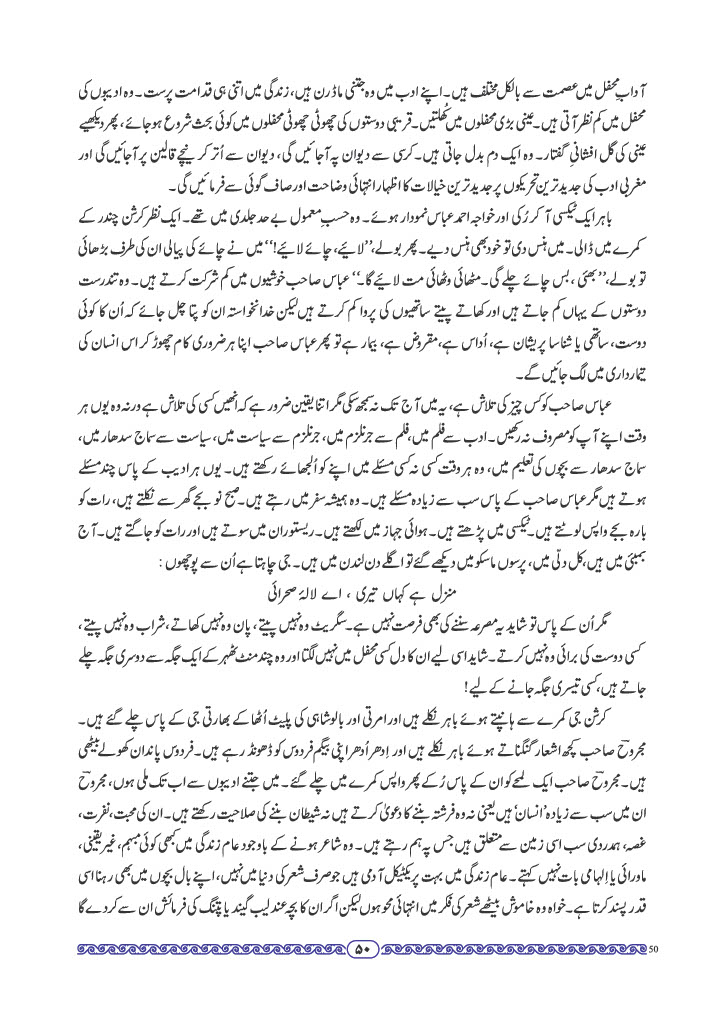 آدابِ محفل میں عصمت سے بالکل مختلف ہیں۔ اپنے ادب میں وہ جتنی ماڈرن ہیں، زندگی میں اتنی ہی قدامت پرست۔ وہ ادیبوں کی
محفل میں کم نظر آتی ہیں۔ عینی بڑی محفلوں میں کُھلتیں۔ قریبی دوستوں کی چھوٹی چھوٹی محفلوں میں کوئی بحث شروع ہوجائے، پھر دیکھیے
عینی کی گل افشانیِ گفتار۔ وہ ایک دم بدل جاتی ہیں۔ کرسی سے دیوان پہ آجائیں گی، دیوان سے اُتر کر نیچے قالین پر آجائیں گی اور
مغربی ادب کی جدید ترین تحریکوں پر جدید ترین خیالات کا اظہار انتہائی وضاحت اور صاف گوئی سے فرمائیں گی۔
باہر ایک ٹیکسی آ کر رُکی اور خواجہ احمد عباس نمودار ہوئے۔ وہ حسبِ معمول بے حد جلدی میں تھے۔ ایک نظر کرشن چندر کے
کمرے میں ڈالی۔ میں ہنس دی تو خود بھی ہنس دیے۔ پھر بولے، ’’لائیے، چائے لائیے!‘‘ میں نے چائے کی پیالی ان کی طرف بڑھائی
تو بولے، ’’بھئی، بس چائے چلے گی۔ مٹھائی وٹھائی مت لائیے گا۔‘‘ عباس صاحب خوشیوں میں کم شرکت کرتے ہیں۔ وہ تندرست
دوستوں کے یہاں کم جاتے ہیں اور کھاتے پیتے ساتھیوں کی پروا کم کرتے ہیں لیکن خدانخواستہ ان کو پتا چل جائے کہ اُن کا کوئی
دوست، ساتھی یا شناسا پریشان ہے، اُداس ہے، مقروض ہے، بیمار ہے تو پھر عباس صاحب اپنا ہر ضروری کام چھوڑ کر اس انسان کی
تیمارداری میں لگ جائیں گے۔
عباس صاحب کو کس چیز کی تلاش ہے، یہ میں آج تک نہ سمجھ سکی مگر اتنا یقین ضرور ہے کہ انھیں کسی کی تلاش ہے ورنہ وہ یوں ہر
وقت اپنے آپ کو مصروف نہ رکھیں۔ ادب سے فلم میں، فلم سے جرنلزم میں، جرنلزم سے سیاست میں، سیاست سے سماج سدھار میں،
سماج سدھار سے بچوں کی تعلیم میں، وہ ہر وقت کسی نہ کسی مسئلے میں اپنے کو اُلجھائے رکھتے ہیں۔ یوں ہر ادیب کے پاس چند مسئلے
ہوتے ہیں مگر عباس صاحب کے پاس سب سے زیادہ مسئلے ہیں۔ وہ ہمیشہ سفر میں رہتے ہیں۔ صبح نو بجے گھر سے نکلتے ہیں، رات کو
بارہ بجے واپس لوٹتے ہیں۔ ٹیکسی میں پڑھتے ہیں۔ ہوائی جہاز میں لکھتے ہیں۔ ریستوران میں سوتے ہیں اور رات کو جاگتے ہیں۔ آج
بمبئی میں ہیں، کل دلّی میں، پرسوں ماسکو میں دیکھے گئے تو اگلے دن لندن میں ہیں۔ جی چاہتا ہے اُن سے پوچھوں :
منزل ہے کہاں تیری ، اے لالۂ صحرائی
مگر اُن کے پاس تو شاید یہ مصرعہ سننے کی بھی فرصت نہیں ہے۔ سگریٹ وہ نہیں پیتے، پان وہ نہیں کھاتے، شراب وہ نہیں پیتے،
کسی دوست کی برائی وہ نہیں کرتے۔ شاید اسی لیے ان کا دل کسی محفل میں نہیں لگتا اور وہ چند منٹ ٹھہر کے ایک جگہ سے دوسری جگہ چلے
جاتے ہیں، کسی تیسری جگہ جانے کے لیے!
کرشن جی کمرے سے ہانپتے ہوئے باہر نکلے ہیں اور امرتی اور بالوشاہی کی پلیٹ اُٹھا کے بھارتی جی کے پاس چلے گئے ہیں۔
مجروحؔ صاحب کچھ اشعار گنگناتے ہوئے باہر نکلے ہیں اور اِدھر اُدھر اپنی بیگم فردوس کو ڈھونڈ رہے ہیں۔ فردوس پاندان کھولے بیٹھی
ہیں۔ مجروحؔ صاحب ایک لمحے کو ان کے پاس رُکے پھر واپس کمرے میں چلے گئے۔ میں جتنے ادیبوں سے اب تک ملی ہوں، مجروحؔ
ان میں سب سے زیادہ ’انسان‘ ہیں یعنی نہ وہ فرشتہ بننے کا دعویٰ کرتے ہیں نہ شیطان بننے کی صلاحیت رکھتے ہیں۔ ان کی محبت، نفرت،
غصہ، ہمدردی سب اسی زمین سے متعلق ہیں جس پہ ہم رہتے ہیں۔ وہ شاعر ہونے کے باوجود عام زندگی میں کبھی کوئی مبہم، غیر یقینی،
ماورائی یا اِلہامی بات نہیں کہتے۔ عام زندگی میں بہت پریکٹیکل آدمی ہیں جو صرف شعر کی دنیا میں نہیں، اپنے بال بچوں میں بھی رہنا اسی
قدر پسند کرتا ہے۔ خواہ وہ خاموش بیٹھے شعر کی فکر میں انتہائی محو ہوں لیکن اگر ان کا بچہ عندلیب گیند یا پتنگ کی فرمائش ان سے کردے گا
۵۰
50